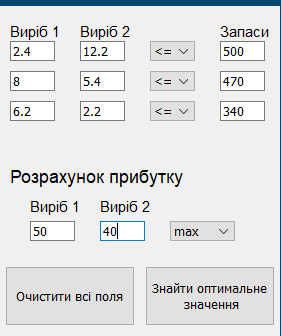 Виріб 1 Виріб 2 Запаси
2.4 12.2 <= 500
8 5.4 <= 470
6.2 2.2 <= 340
Розрахунок прибутку
Виріб 1 Виріб 2
50 40 max
Очистити всі поля
Знайти оптимальне
значення